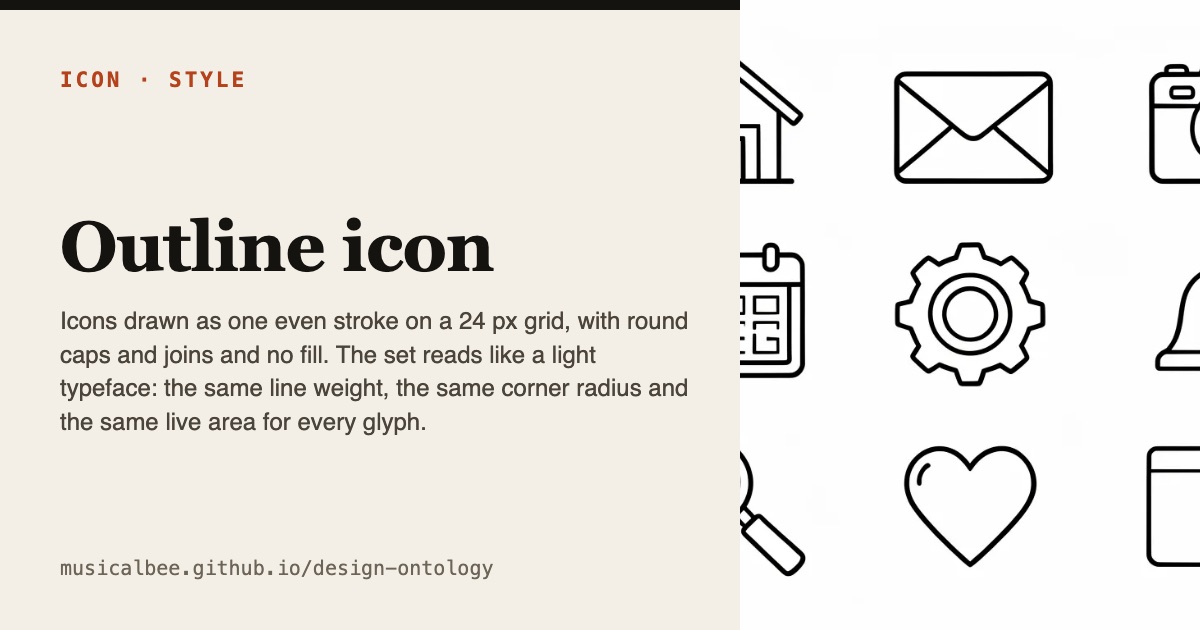 ICON · STYLE
Outline icon
Icons drawn as one even stroke on a 24 px grid, with round
caps and joins and no fill. The set reads like a light
typeface: the same line weight, the same corner radius and
the same live area for every glyph.
musicalbee.github.io/design-ontology